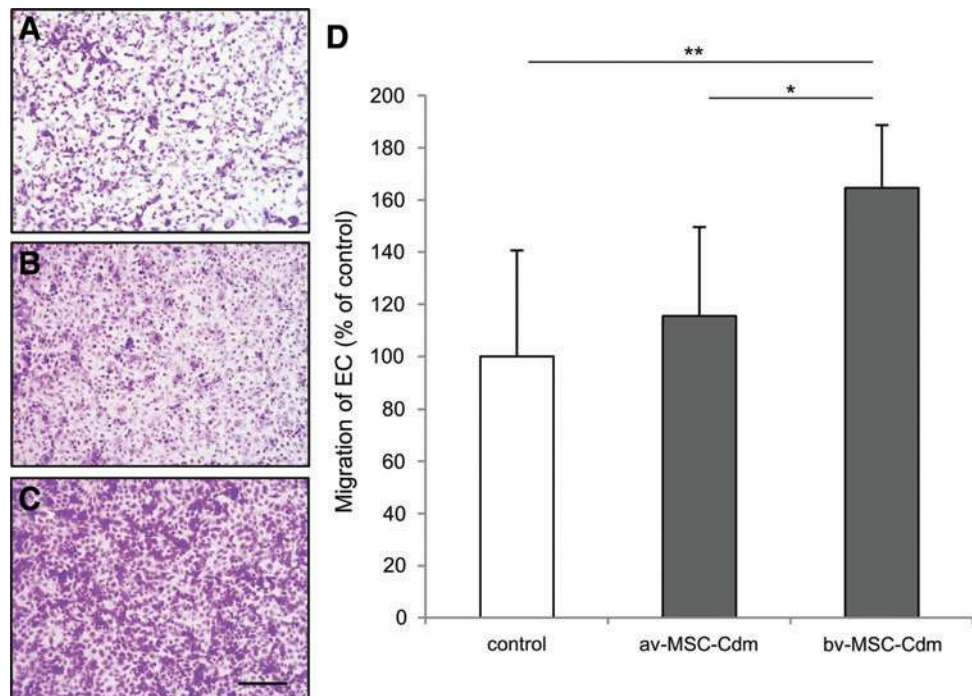 A
B
C
D
**
*
Migration of EC (% of control)
200
180
160
140
120
100
80
60
40
20
0
control av-MSC-Cdm bv-MSC-Cdm